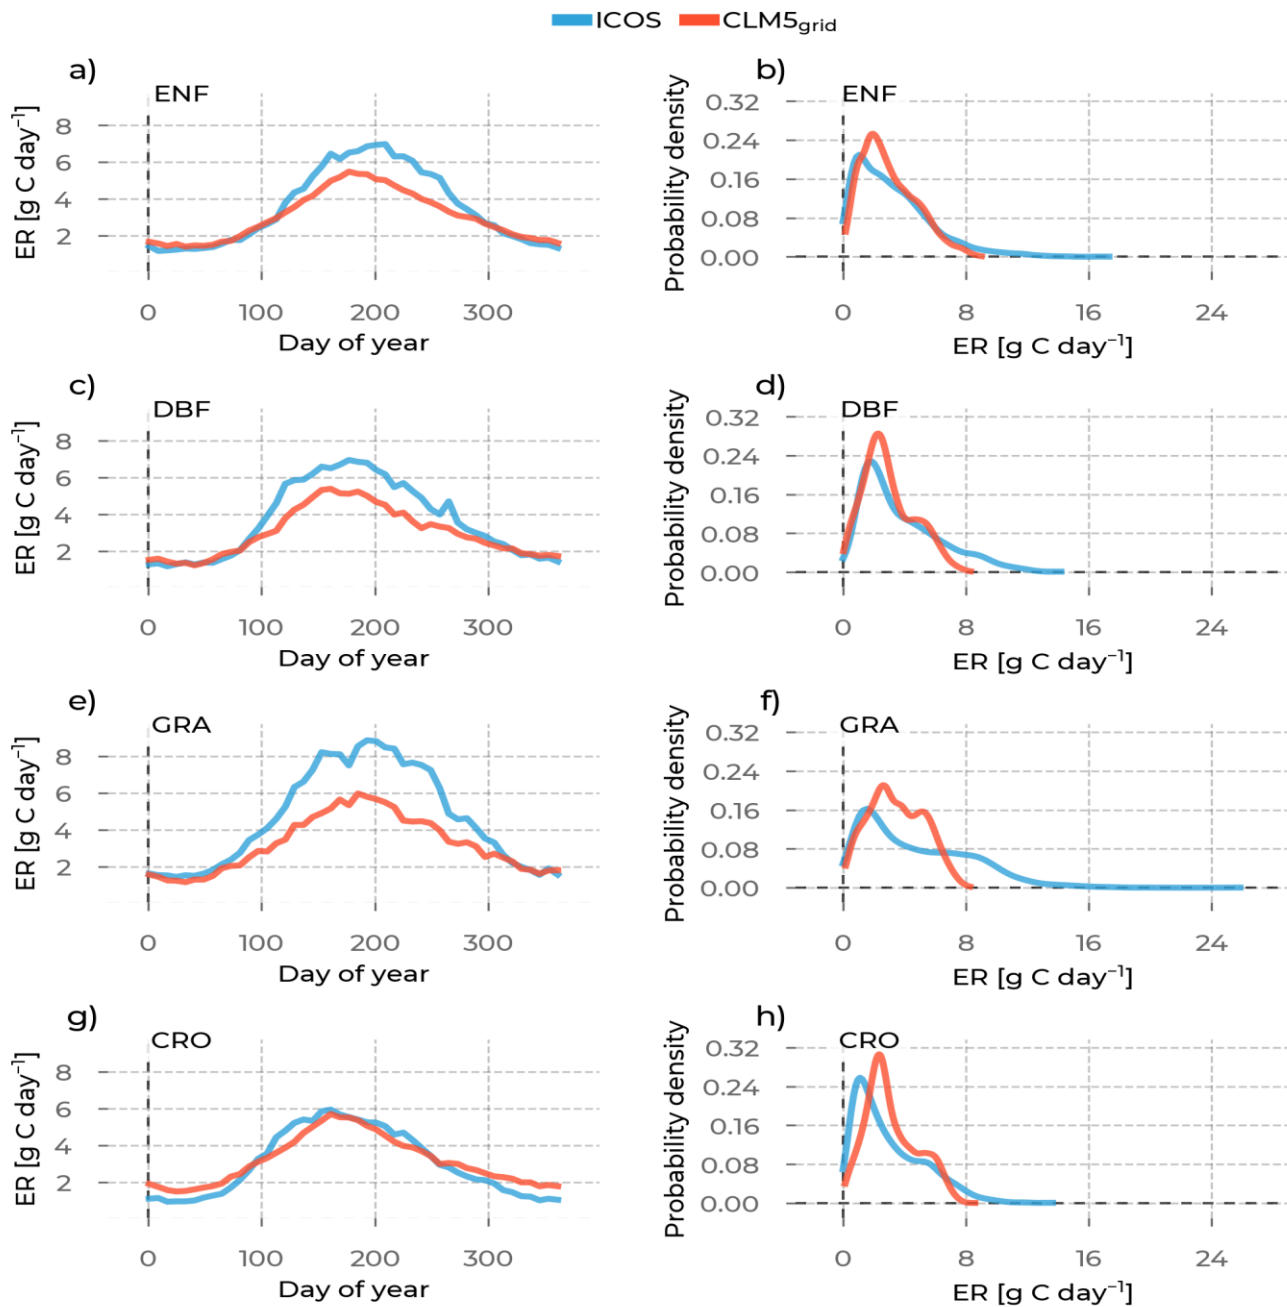 ICOS CLM5grid
a) b)
ENF ENF
ER [g C day⁻¹] Probability density
8 0.32
6 0.24
4 0.16
2 0.08
0.00
0 100 200 300 0 8 16 24
Day of year ER [g C day⁻¹]
c) d)
DBF DBF
ER [g C day⁻¹] Probability density
8 0.32
6 0.24
4 0.16
2 0.08
0.00
0 100 200 300 0 8 16 24
Day of year ER [g C day⁻¹]
e) f)
GRA GRA
ER [g C day⁻¹] Probability density
8 0.32
6 0.24
4 0.16
2 0.08
0.00
0 100 200 300 0 8 16 24
Day of year ER [g C day⁻¹]
g) h)
CRO CRO
ER [g C day⁻¹] Probability density
8 0.32
6 0.24
4 0.16
2 0.08
0.00
0 100 200 300 0 8 16 24
Day of year ER [g C day⁻¹]